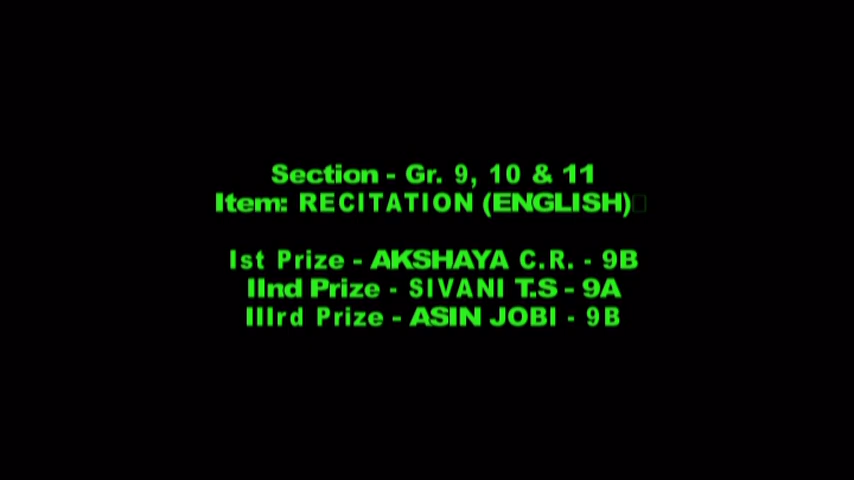 Section - Gr. 9, 10 & 11
Item: RECITATION (ENGLISH)
Ist Prize - AKSHAYA C.R. - 9B
IInd Prize - SIVANI T.S - 9A
IIIrd Prize - ASIN JOBI - 9B